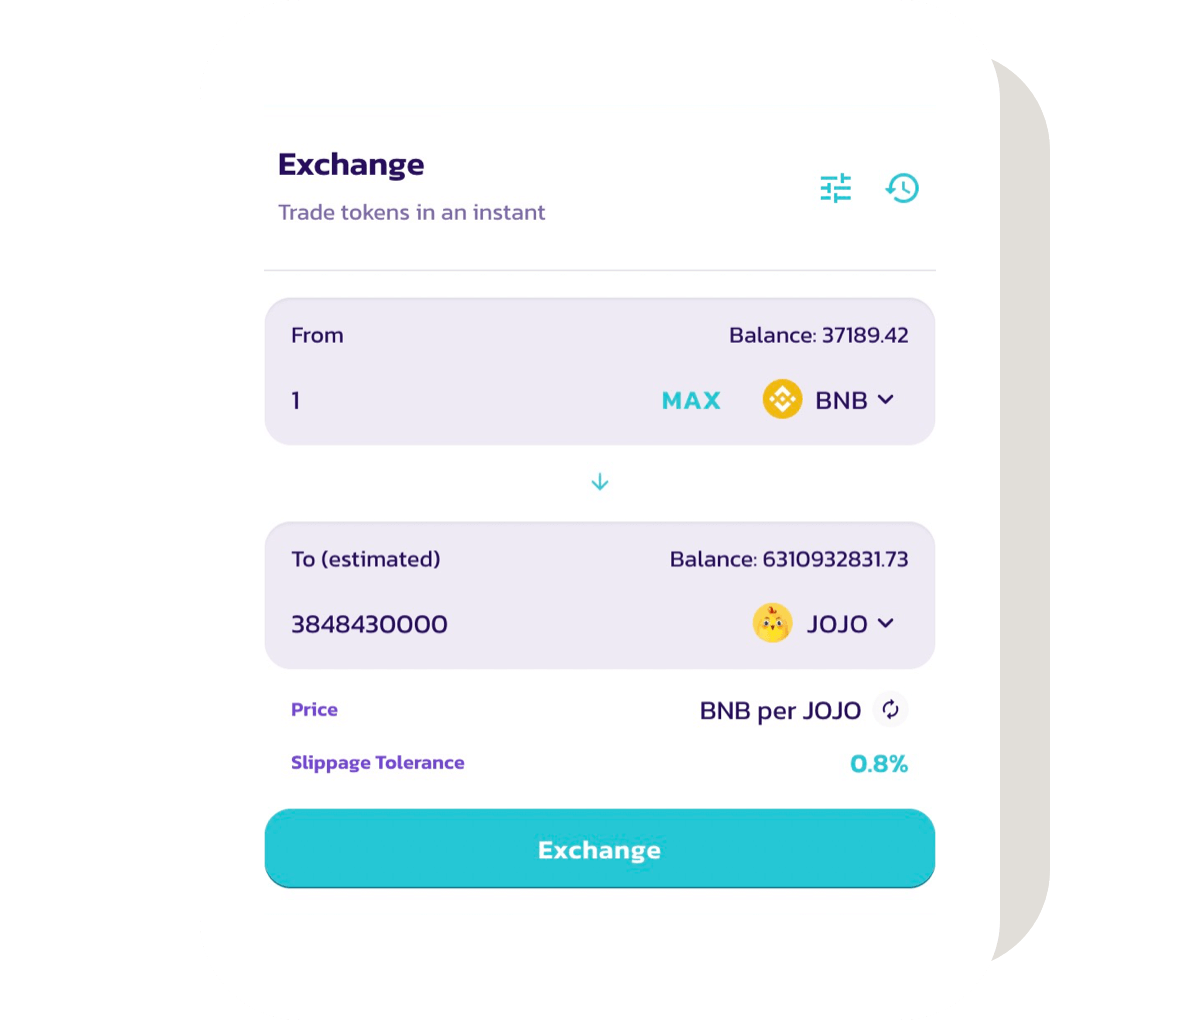 Exchange
Trade tokens in an instant
From Balance: 37189.42
1 MAX BNB
To (estimated) Balance: 6310932831.73
3848430000 JOJO
Price BNB per JOJO
Slippage Tolerance 0.8%
Exchange